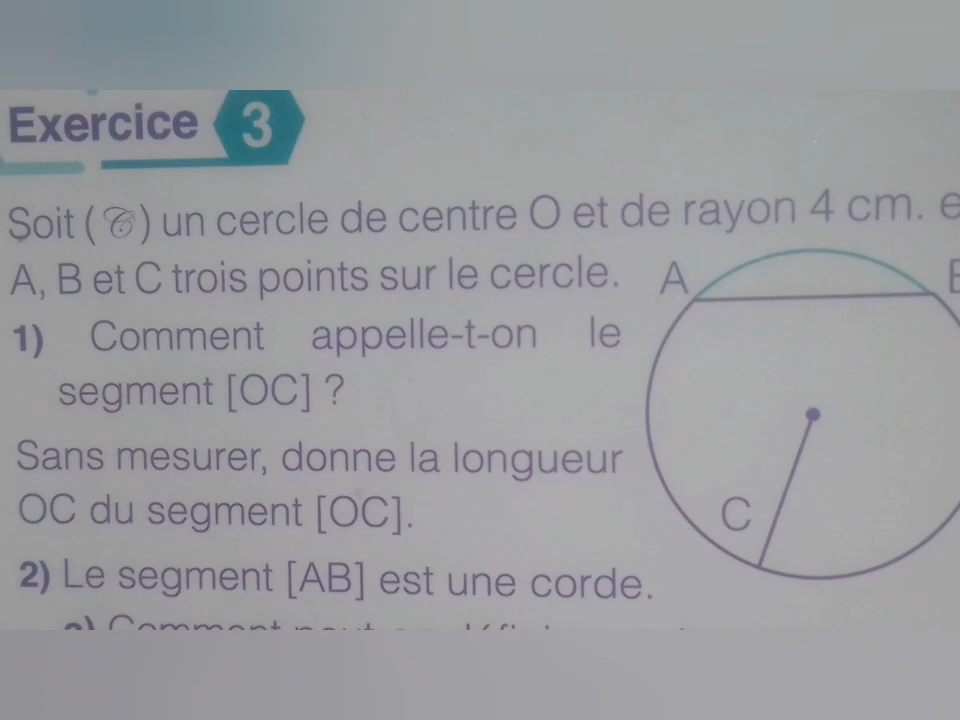 Exercice 3
Soit (𝒞) un cercle de centre O et de rayon 4 cm. e
A, B et C trois points sur le cercle.
A
1) Comment appelle-t-on le
segment [OC] ?
Sans mesurer, donne la longueur
OC du segment [OC].
C
2) Le segment [AB] est une corde.
a) Comment